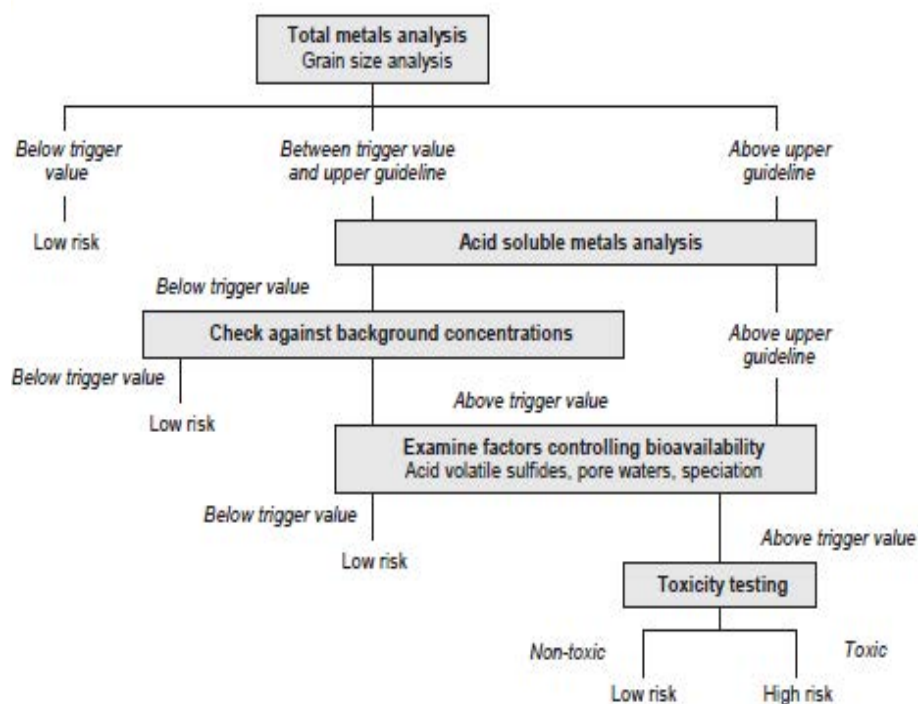 Total metals analysis
Grain size analysis
Below trigger
value
Between trigger value
and upper guideline
Above upper
guideline
Low risk
Acid soluble metals analysis
Below trigger value
Check against background concentrations
Above upper
guideline
Below trigger value
Low risk
Above trigger value
Examine factors controlling bioavailability
Acid volatile sulfides, pore waters, speciation
Below trigger value
Low risk
Above trigger value
Toxicity testing
Non-toxic
Toxic
Low risk
High risk